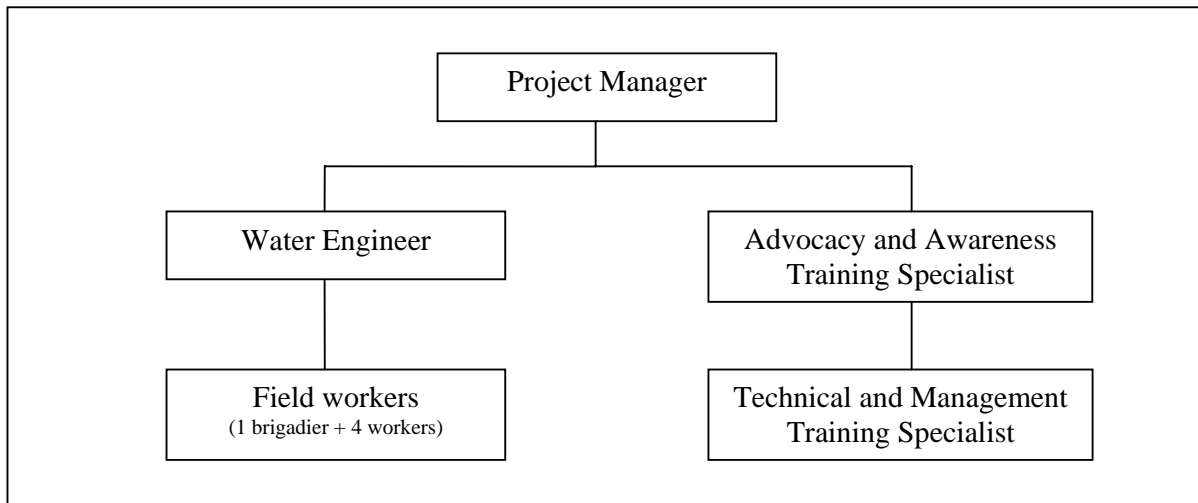 Project Manager
Water Engineer
Advocacy and Awareness
Training Specialist
Field workers
(1 brigadier + 4 workers)
Technical and Management
Training Specialist